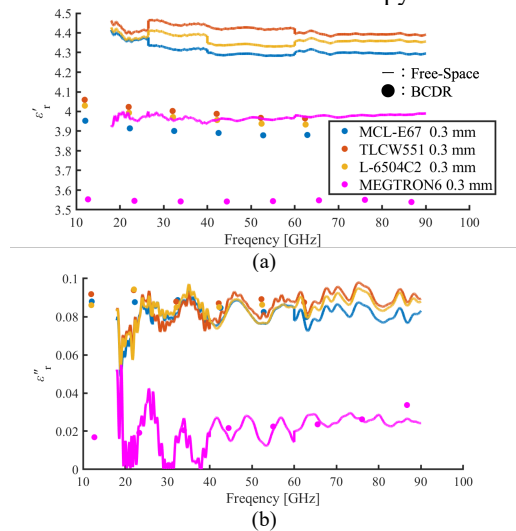 py
4.5
4.4
4.3
4.2
4.1
4
3.9
3.8
3.7
3.6
3.5
ε′r
— : Free-Space
● : BCDR
MCL-E67 0.3 mm
TLCW551 0.3 mm
L-6504C2 0.3 mm
MEGTRON6 0.3 mm
10 20 30 40 50 60 70 80 90 100
Freqency [GHz]
(a)
0.1
0.08
0.06
0.04
0.02
0
ε″r
10 20 30 40 50 60 70 80 90 100
Freqency [GHz]
(b)